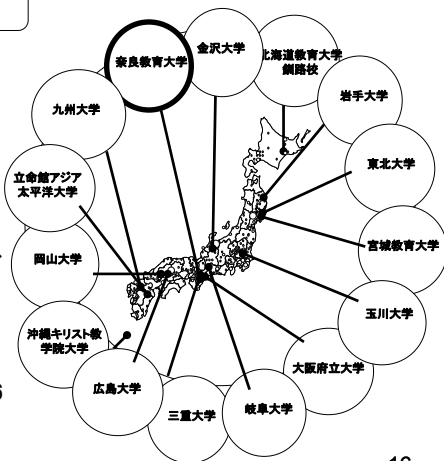 金沢大学
北海道教育大学
釧路校
奈良教育大学
岩手大学
九州大学
東北大学
立命館アジア
太平洋大学
宮城教育大学
岡山大学
玉川大学
沖縄キリスト教
学院大学
大阪府立大学
広島大学
岐阜大学
三重大学
16